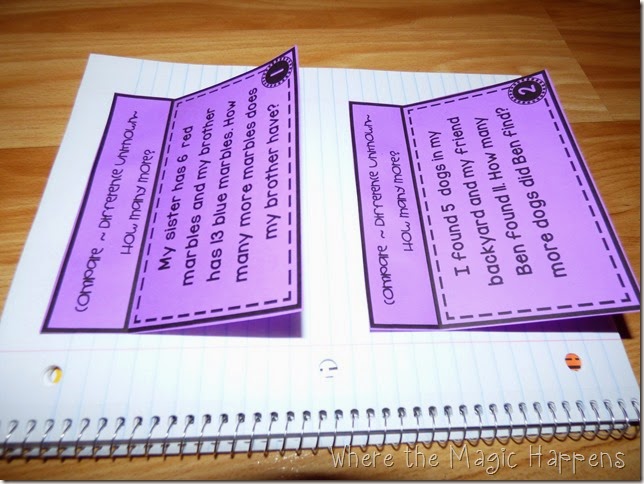 Compare ~ Difference Unknown
How many more?
1
My sister has 6 red
marbles and my brother
has 13 blue marbles. How
many more marbles does
my brother have?
Compare ~ Difference Unknown
How many more?
2
I found 5 dogs in my
backyard and my friend
Ben found 11. How many
more dogs did Ben find?
Where the Magic Happens